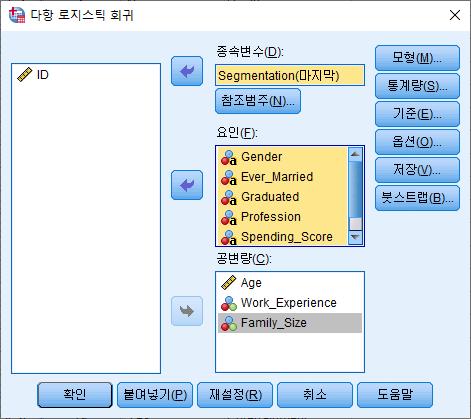 다항 로지스틱 회귀
ID
종속변수(D):
Segmentation(마지막)
참조범주(N)...
요인(F):
Gender
Ever_Married
Graduated
Profession
Spending_Score
공변량(C):
Age
Work_Experience
Family_Size
모형(M)...
통계량(S)...
기준(E)...
옵션(O)...
저장(V)...
붓스트랩(B)...
확인
붙여넣기(P)
재설정(R)
취소
도움말